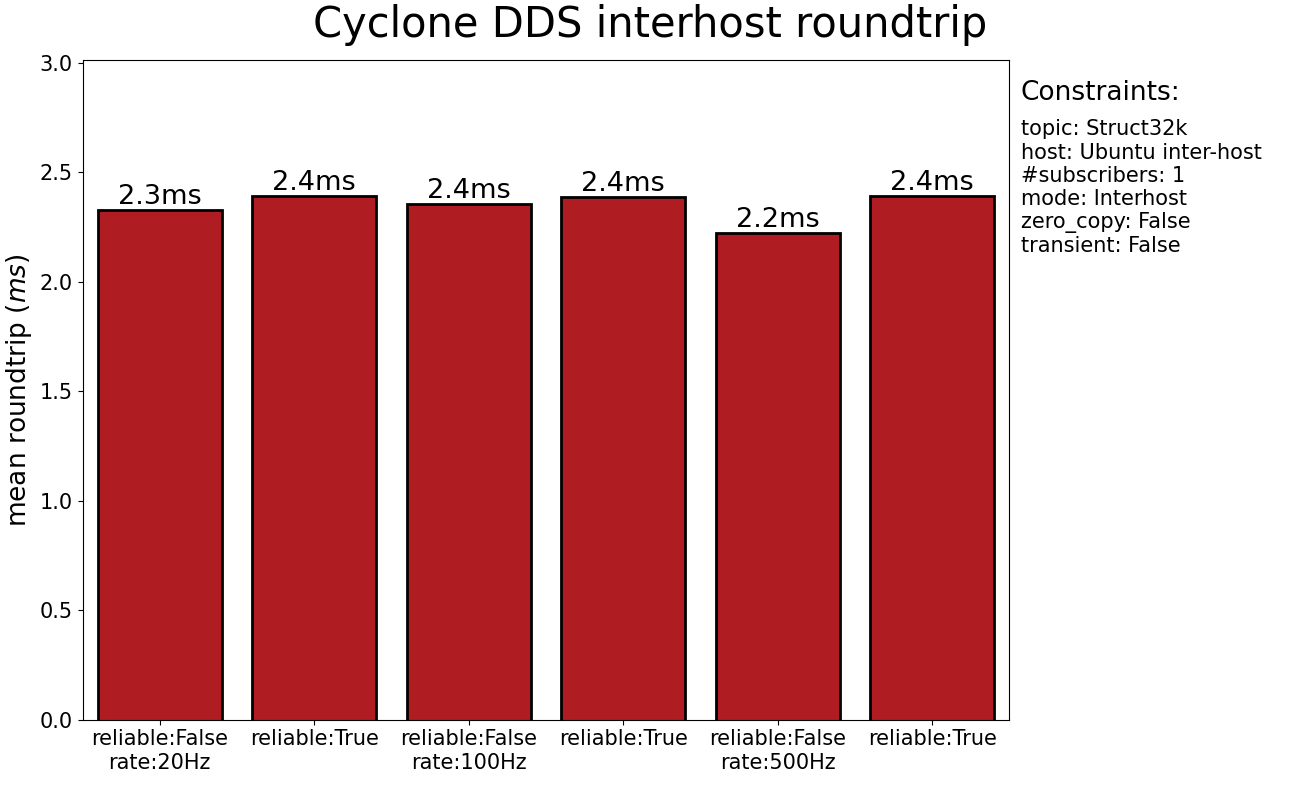 Cyclone DDS interhost roundtrip
3.0
2.5
2.0
1.5
1.0
0.5
0.0
mean roundtrip (ms)
2.3ms
2.4ms
2.4ms
2.4ms
2.2ms
2.4ms
reliable:False
rate:20Hz
reliable:True
reliable:False
rate:100Hz
reliable:True
reliable:False
rate:500Hz
reliable:True
Constraints:
topic: Struct32k
host: Ubuntu inter-host
#subscribers: 1
mode: Interhost
zero_copy: False
transient: False